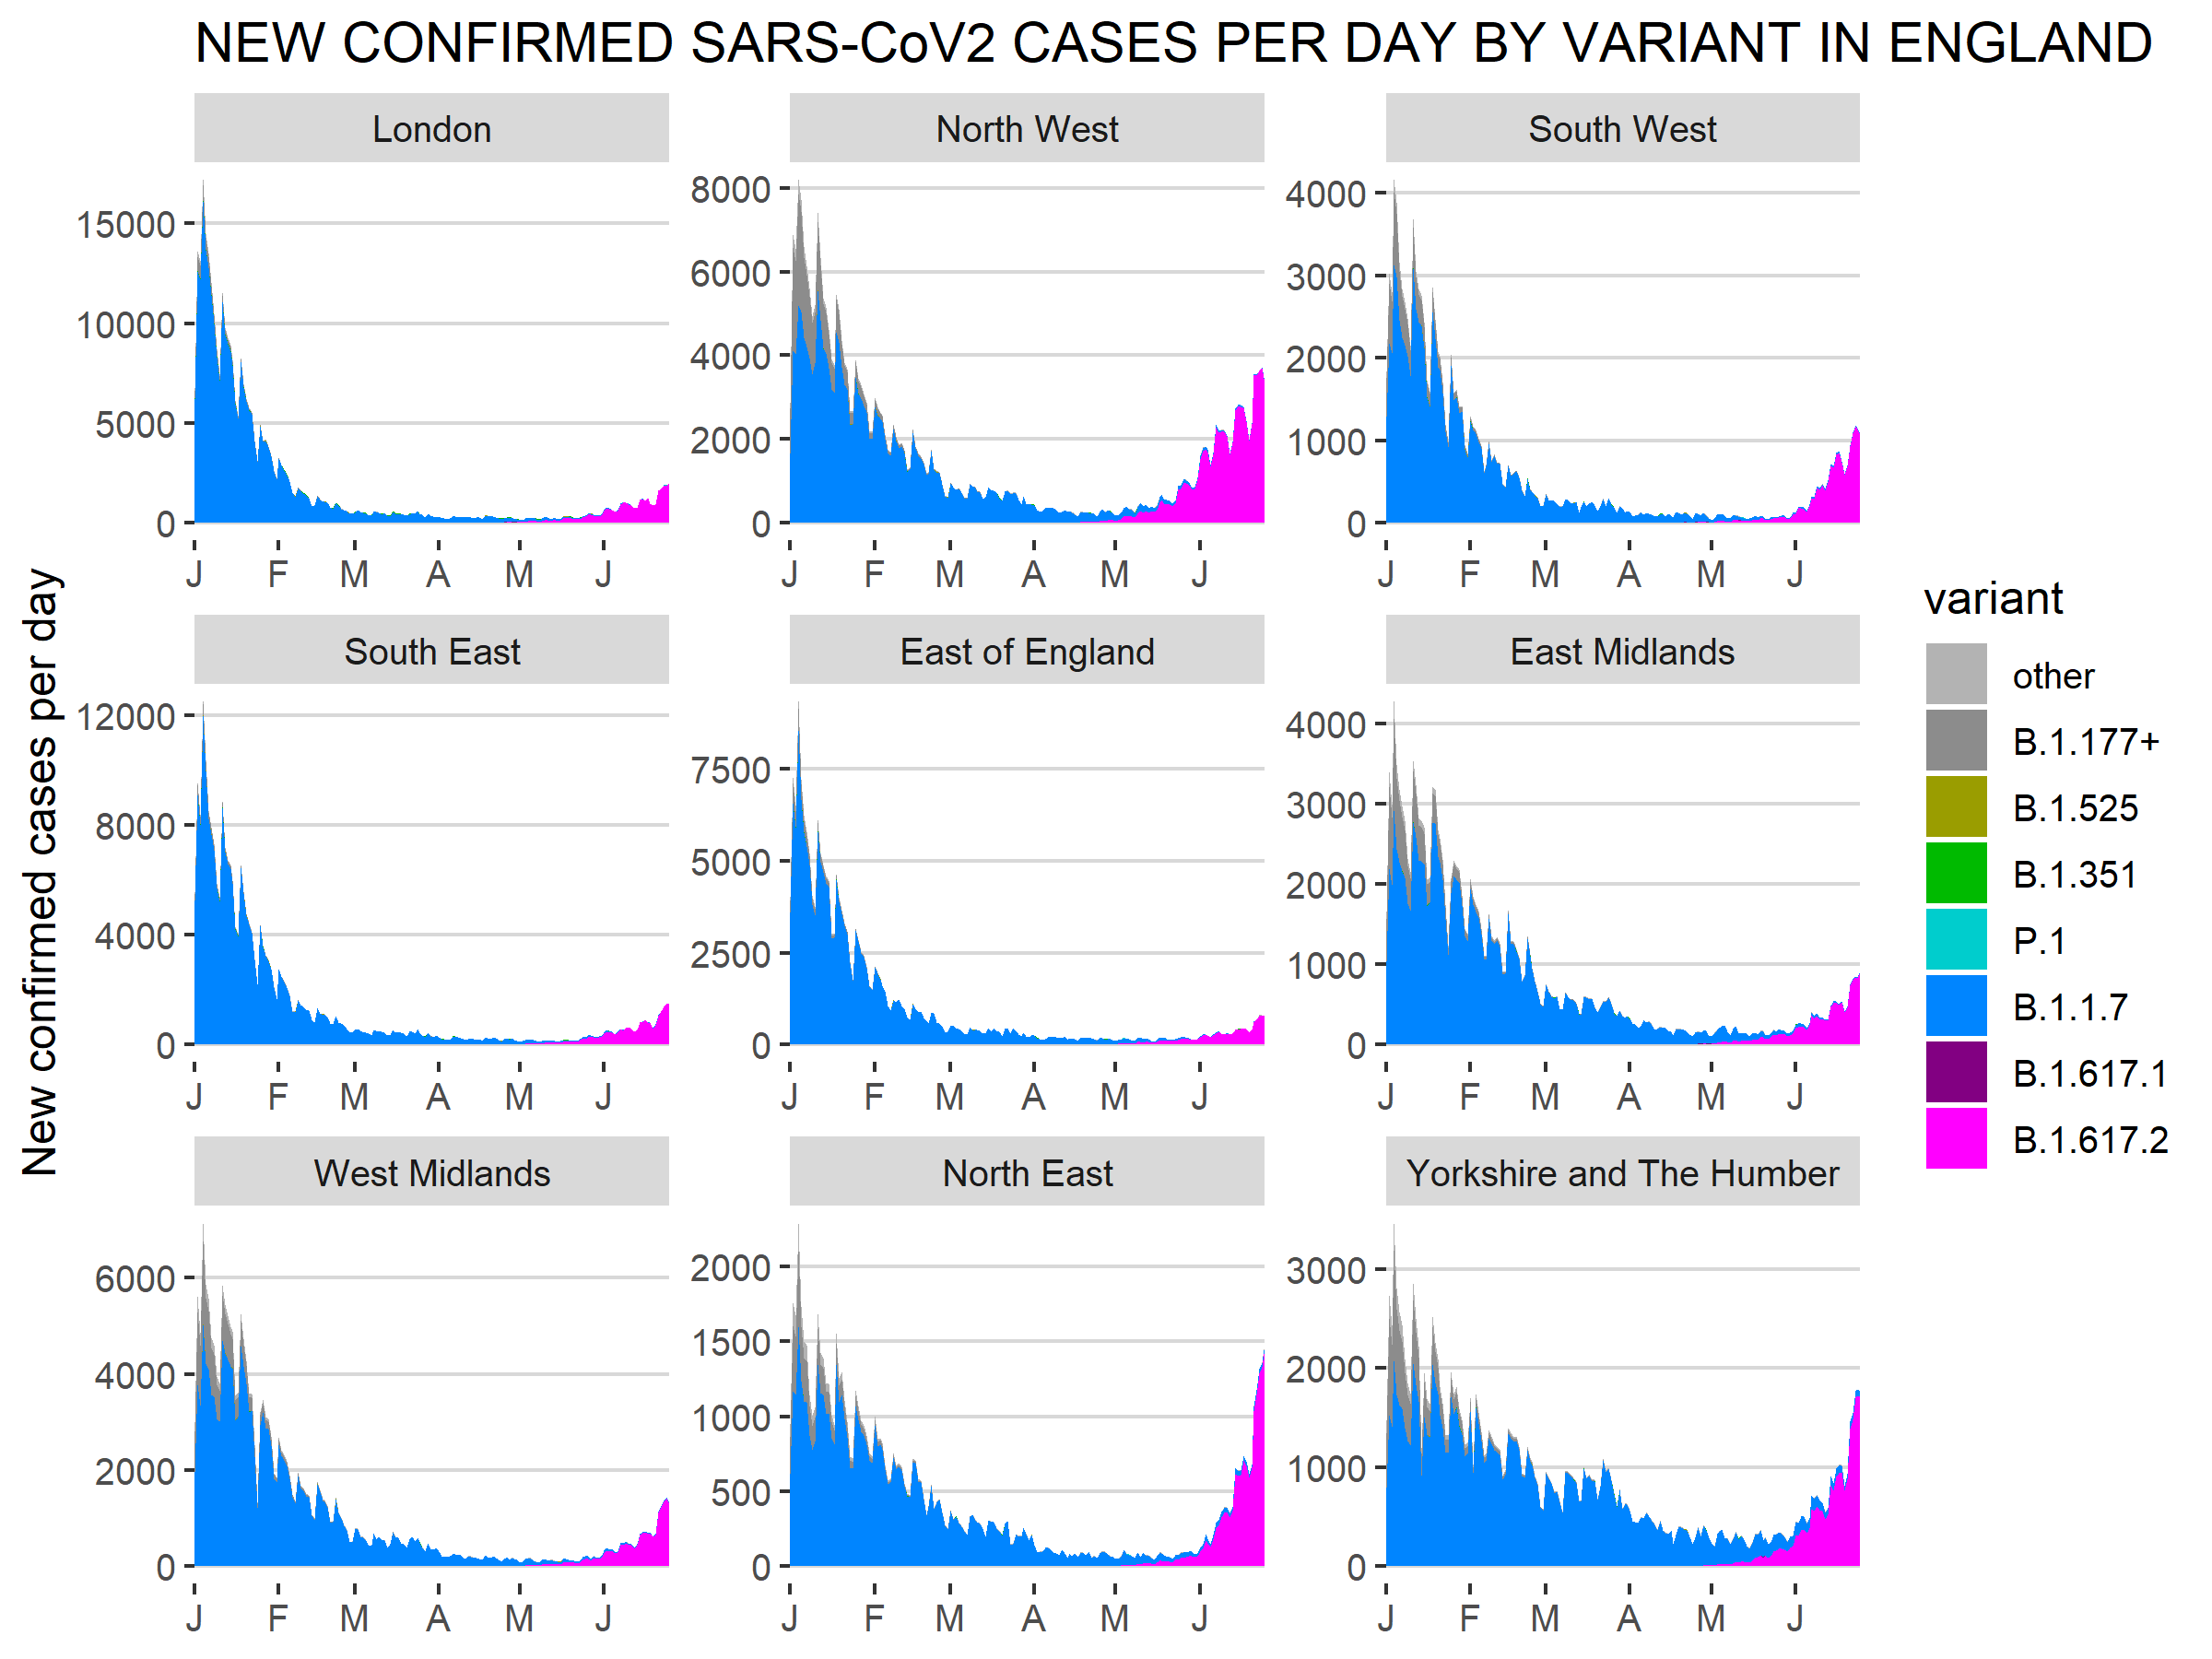 NEW CONFIRMED SARS-CoV2 CASES PER DAY BY VARIANT IN ENGLAND
New confirmed cases per day
London
15000
10000
5000
0
J F M A M J
North West
8000
6000
4000
2000
0
J F M A M J
South West
4000
3000
2000
1000
0
J F M A M J
South East
12000
8000
4000
0
J F M A M J
East of England
7500
5000
2500
0
J F M A M J
East Midlands
4000
3000
2000
1000
0
J F M A M J
West Midlands
6000
4000
2000
0
J F M A M J
North East
2000
1500
1000
500
0
J F M A M J
Yorkshire and The Humber
3000
2000
1000
0
J F M A M J
variant
other
B.1.177+
B.1.525
B.1.351
P.1
B.1.1.7
B.1.617.1
B.1.617.2